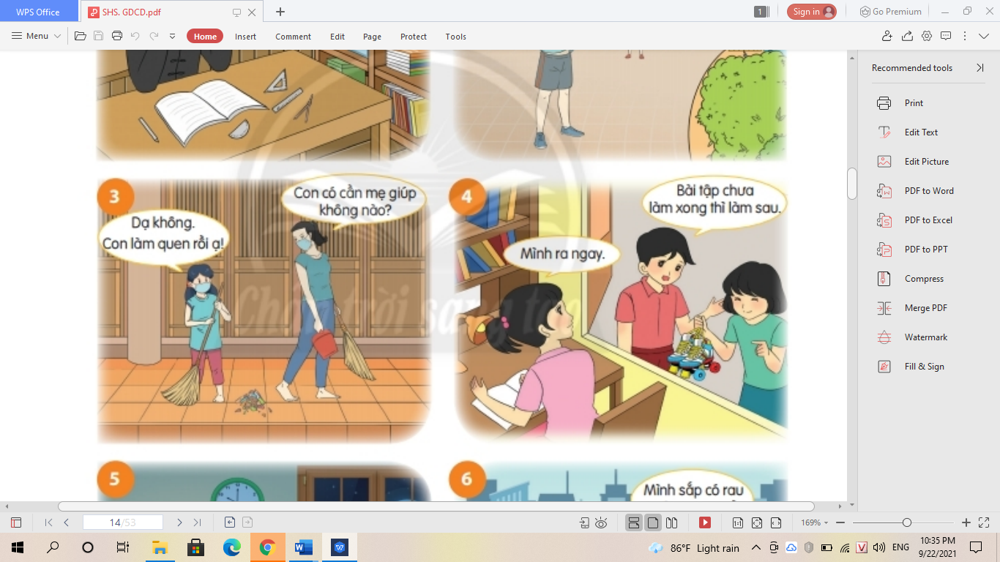 WPS Office
SHS. GDCD.pdf
1
Sign in
Go Premium
Menu
Home
Insert
Comment
Edit
Page
Protect
Tools
Recommended tools
Print
Edit Text
Edit Picture
PDF to Word
PDF to Excel
PDF to PPT
Compress
Merge PDF
Watermark
Fill & Sign
3
Con có cần mẹ giúp
không nào?
Dạ không.
Con làm quen rồi ạ!
4
Bài tập chưa
làm xong thì làm sau.
Mình ra ngay.
Chân trời sáng tạo
5
6
Mình sắp có rau
14/53
169%
86°F Light rain
ENG
10:35 PM
9/22/2021